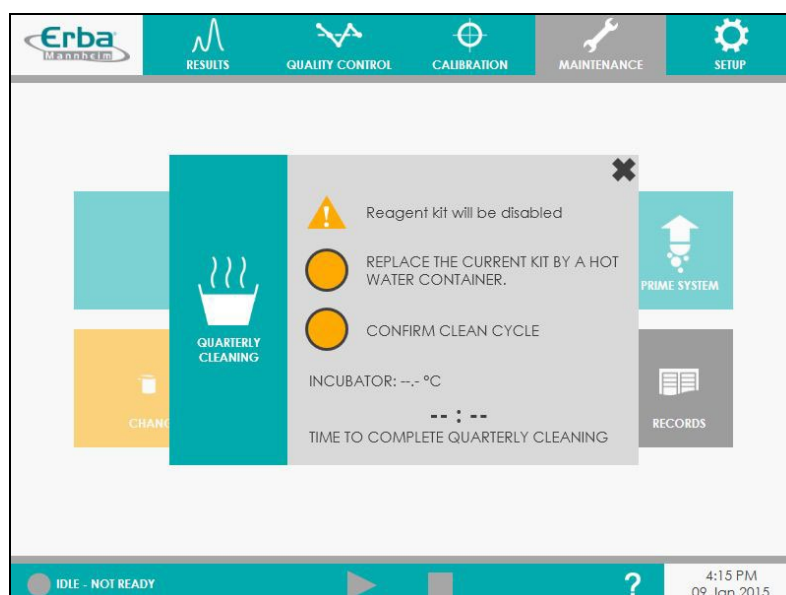 Erba
Mannheim
RESULTS
QUALITY CONTROL
CALIBRATION
MAINTENANCE
SETUP
Reagent kit will be disabled
REPLACE THE CURRENT KIT BY A HOT
WATER CONTAINER.
PRIME SYSTEM
QUARTERLY
CLEANING
CONFIRM CLEAN CYCLE
INCUBATOR: --.- ºC
-- : --
CHANG
TIME TO COMPLETE QUARTERLY CLEANING
RECORDS
IDLE - NOT READY
?
4:15 PM
09 Jan 2015